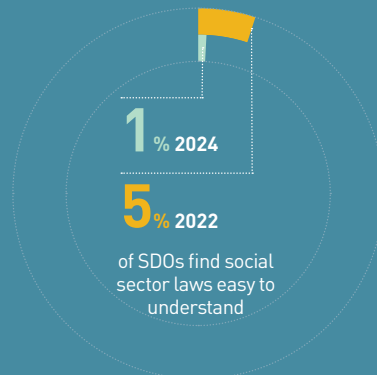 1% 2024
5% 2022
of SDOs find social
sector laws easy to
understand